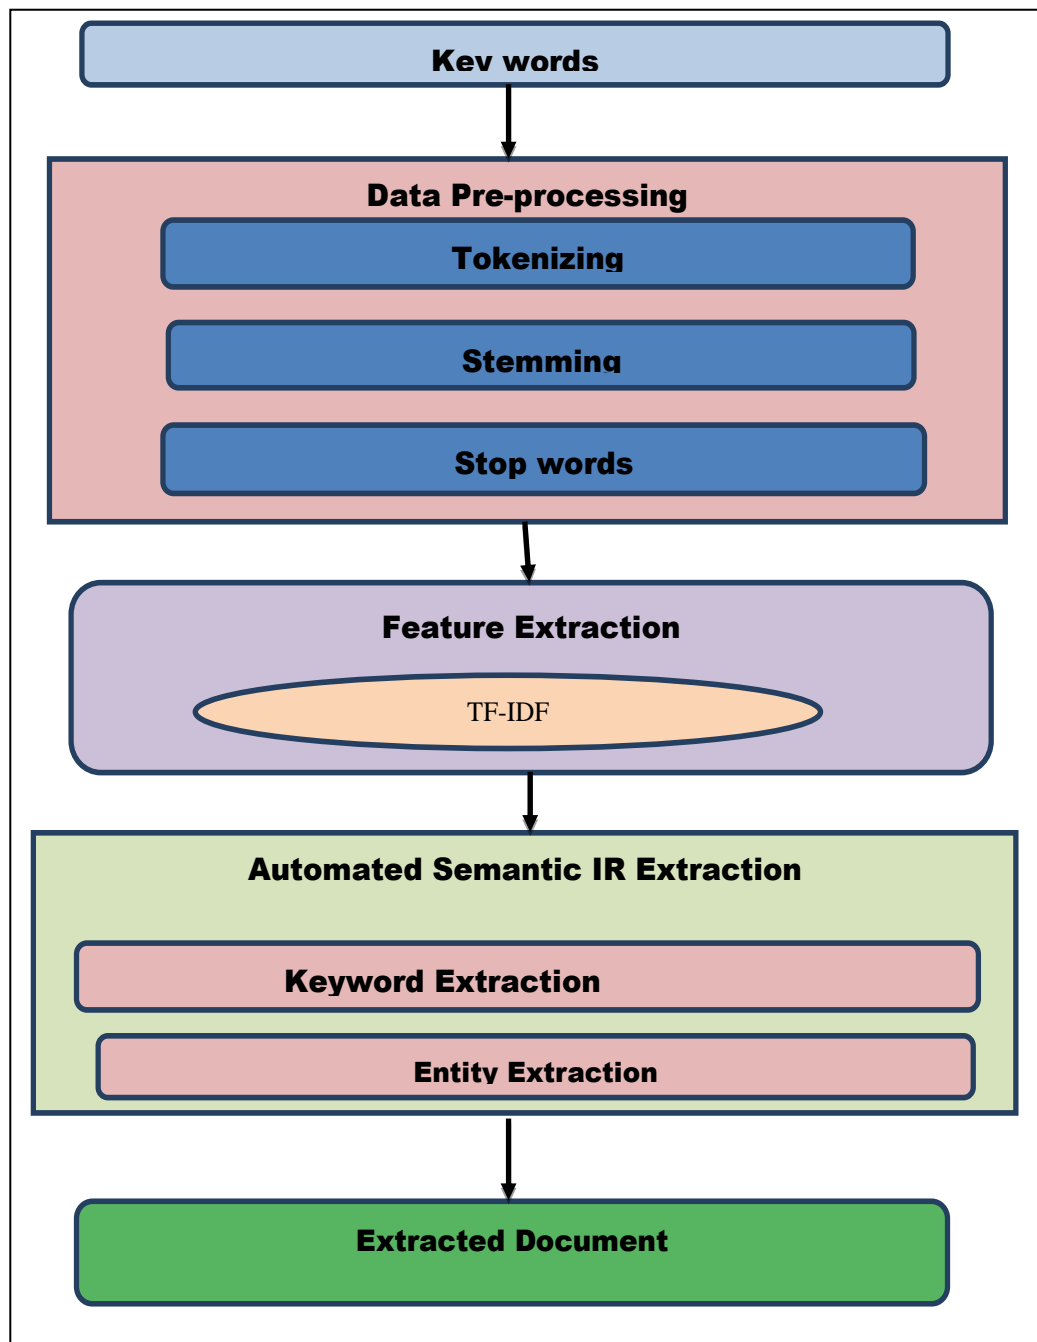 Key words
Data Pre-processing
Tokenizing
Stemming
Stop words
Feature Extraction
TF-IDF
Automated Semantic IR Extraction
Keyword Extraction
Entity Extraction
Extracted Document